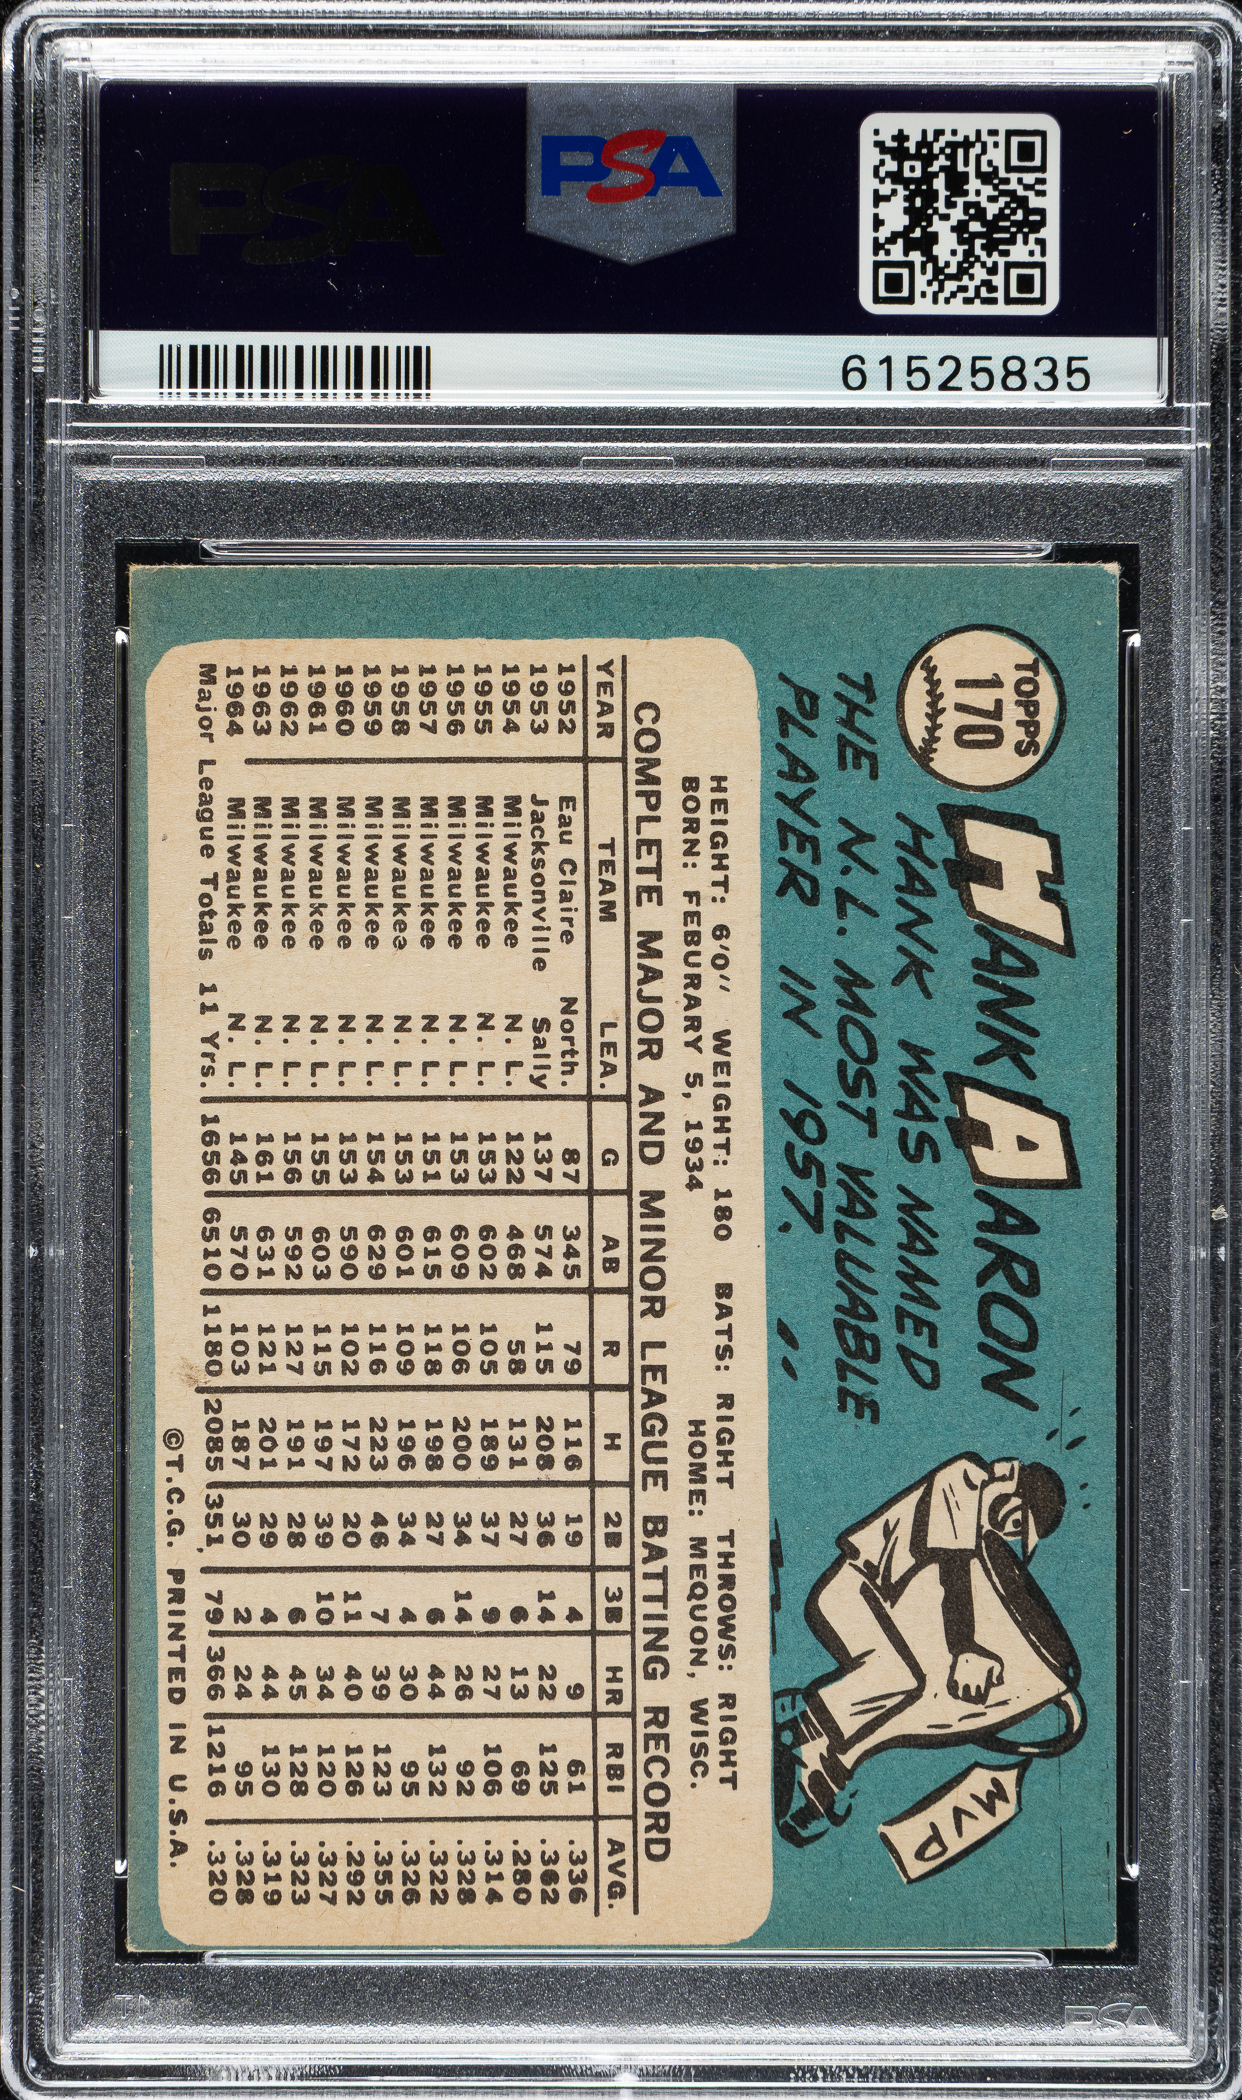 PSA
PSA
61525835
TOPPS
170
HANK AARON
HANK WAS NAMED
THE N.L. MOST VALUABLE
PLAYER IN 1957.
MVP
HEIGHT: 6'0" WEIGHT: 180 BATS: RIGHT THROWS: RIGHT
BORN: FEBURARY 5, 1934 HOME: MEQUON, WISC.
COMPLETE MAJOR AND MINOR LEAGUE BATTING RECORD
YEAR TEAM LEA. G AB R H 2B 3B HR RBI AVG.
1952 Eau Claire North. 87 345 79 116 19 4 9 61 .336
1953 Jacksonville Sally 137 574 115 208 36 14 22 125 .362
1954 Milwaukee N. L. 122 468 58 131 27 6 13 69 .280
1955 Milwaukee N. L. 153 602 105 189 37 9 27 106 .314
1956 Milwaukee N. L. 153 609 106 200 34 14 26 92 .328
1957 Milwaukee N. L. 151 615 118 198 27 6 44 132 .322
1958 Milwaukee N. L. 153 601 109 196 34 4 30 95 .326
1959 Milwaukee N. L. 154 629 116 223 46 7 39 123 .355
1960 Milwaukee N. L. 153 590 102 172 20 11 40 126 .292
1961 Milwaukee N. L. 155 603 115 197 39 10 34 120 .327
1962 Milwaukee N. L. 156 592 127 191 28 6 45 128 .323
1963 Milwaukee N. L. 161 631 121 201 29 4 44 130 .319
1964 Milwaukee N. L. 145 570 103 187 30 2 24 95 .328
Major League Totals 11 Yrs. 1656 6510 1180 2085 351 79 366 1216 .320
©T.C.G. PRINTED IN U.S.A.
PSA